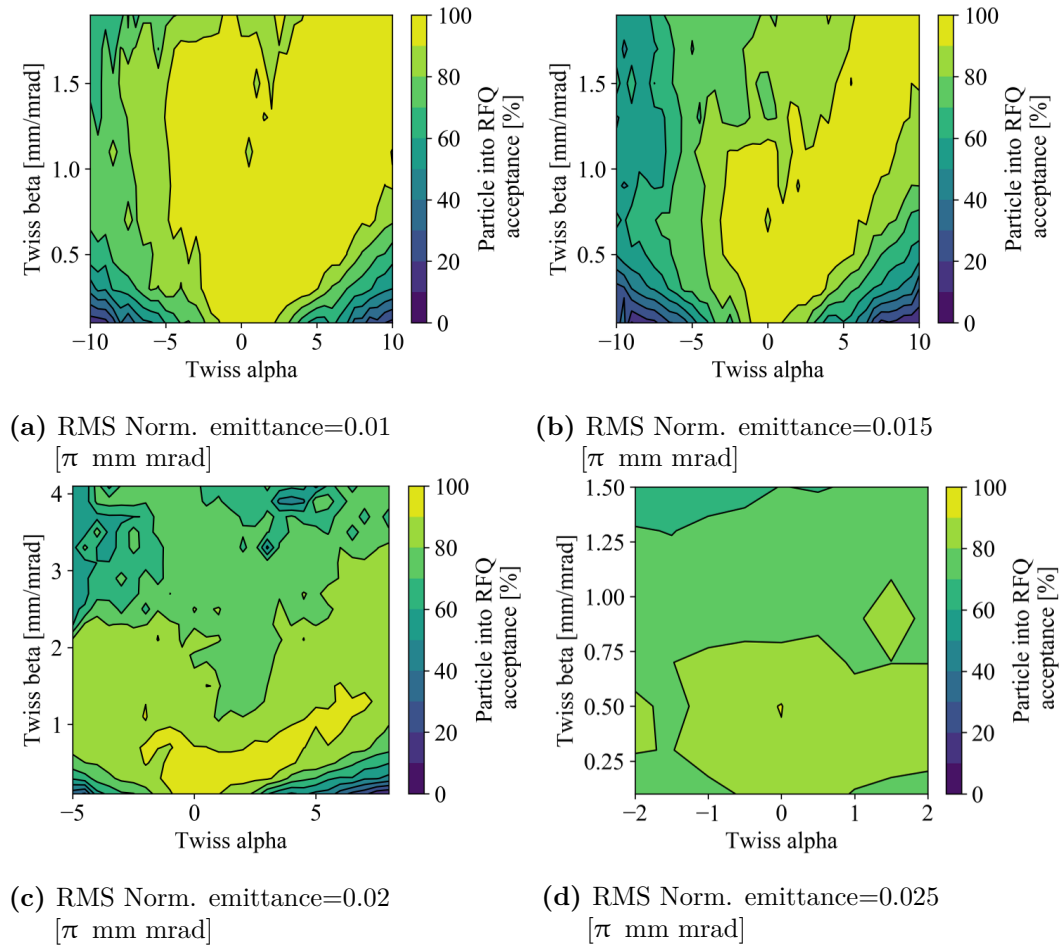 100
80
60
40
20
0
Particle into RFQ
acceptance [%]
1.5
1.0
0.5
Twiss beta [mm/mrad]
−10
−5
0
5
10
Twiss alpha
100
80
60
40
20
0
Particle into RFQ
acceptance [%]
1.5
1.0
0.5
Twiss beta [mm/mrad]
−10
−5
0
5
10
Twiss alpha
(a) RMS Norm. emittance=0.01
[π mm mrad]
(b) RMS Norm. emittance=0.015
[π mm mrad]
4
3
2
1
Twiss beta [mm/mrad]
−5
0
5
Twiss alpha
100
80
60
40
20
0
Particle into RFQ
acceptance [%]
1.50
1.25
1.00
0.75
0.50
0.25
Twiss beta [mm/mrad]
−2
−1
0
1
2
Twiss alpha
100
80
60
40
20
0
Particle into RFQ
acceptance [%]
(c) RMS Norm. emittance=0.02
[π mm mrad]
(d) RMS Norm. emittance=0.025
[π mm mrad]